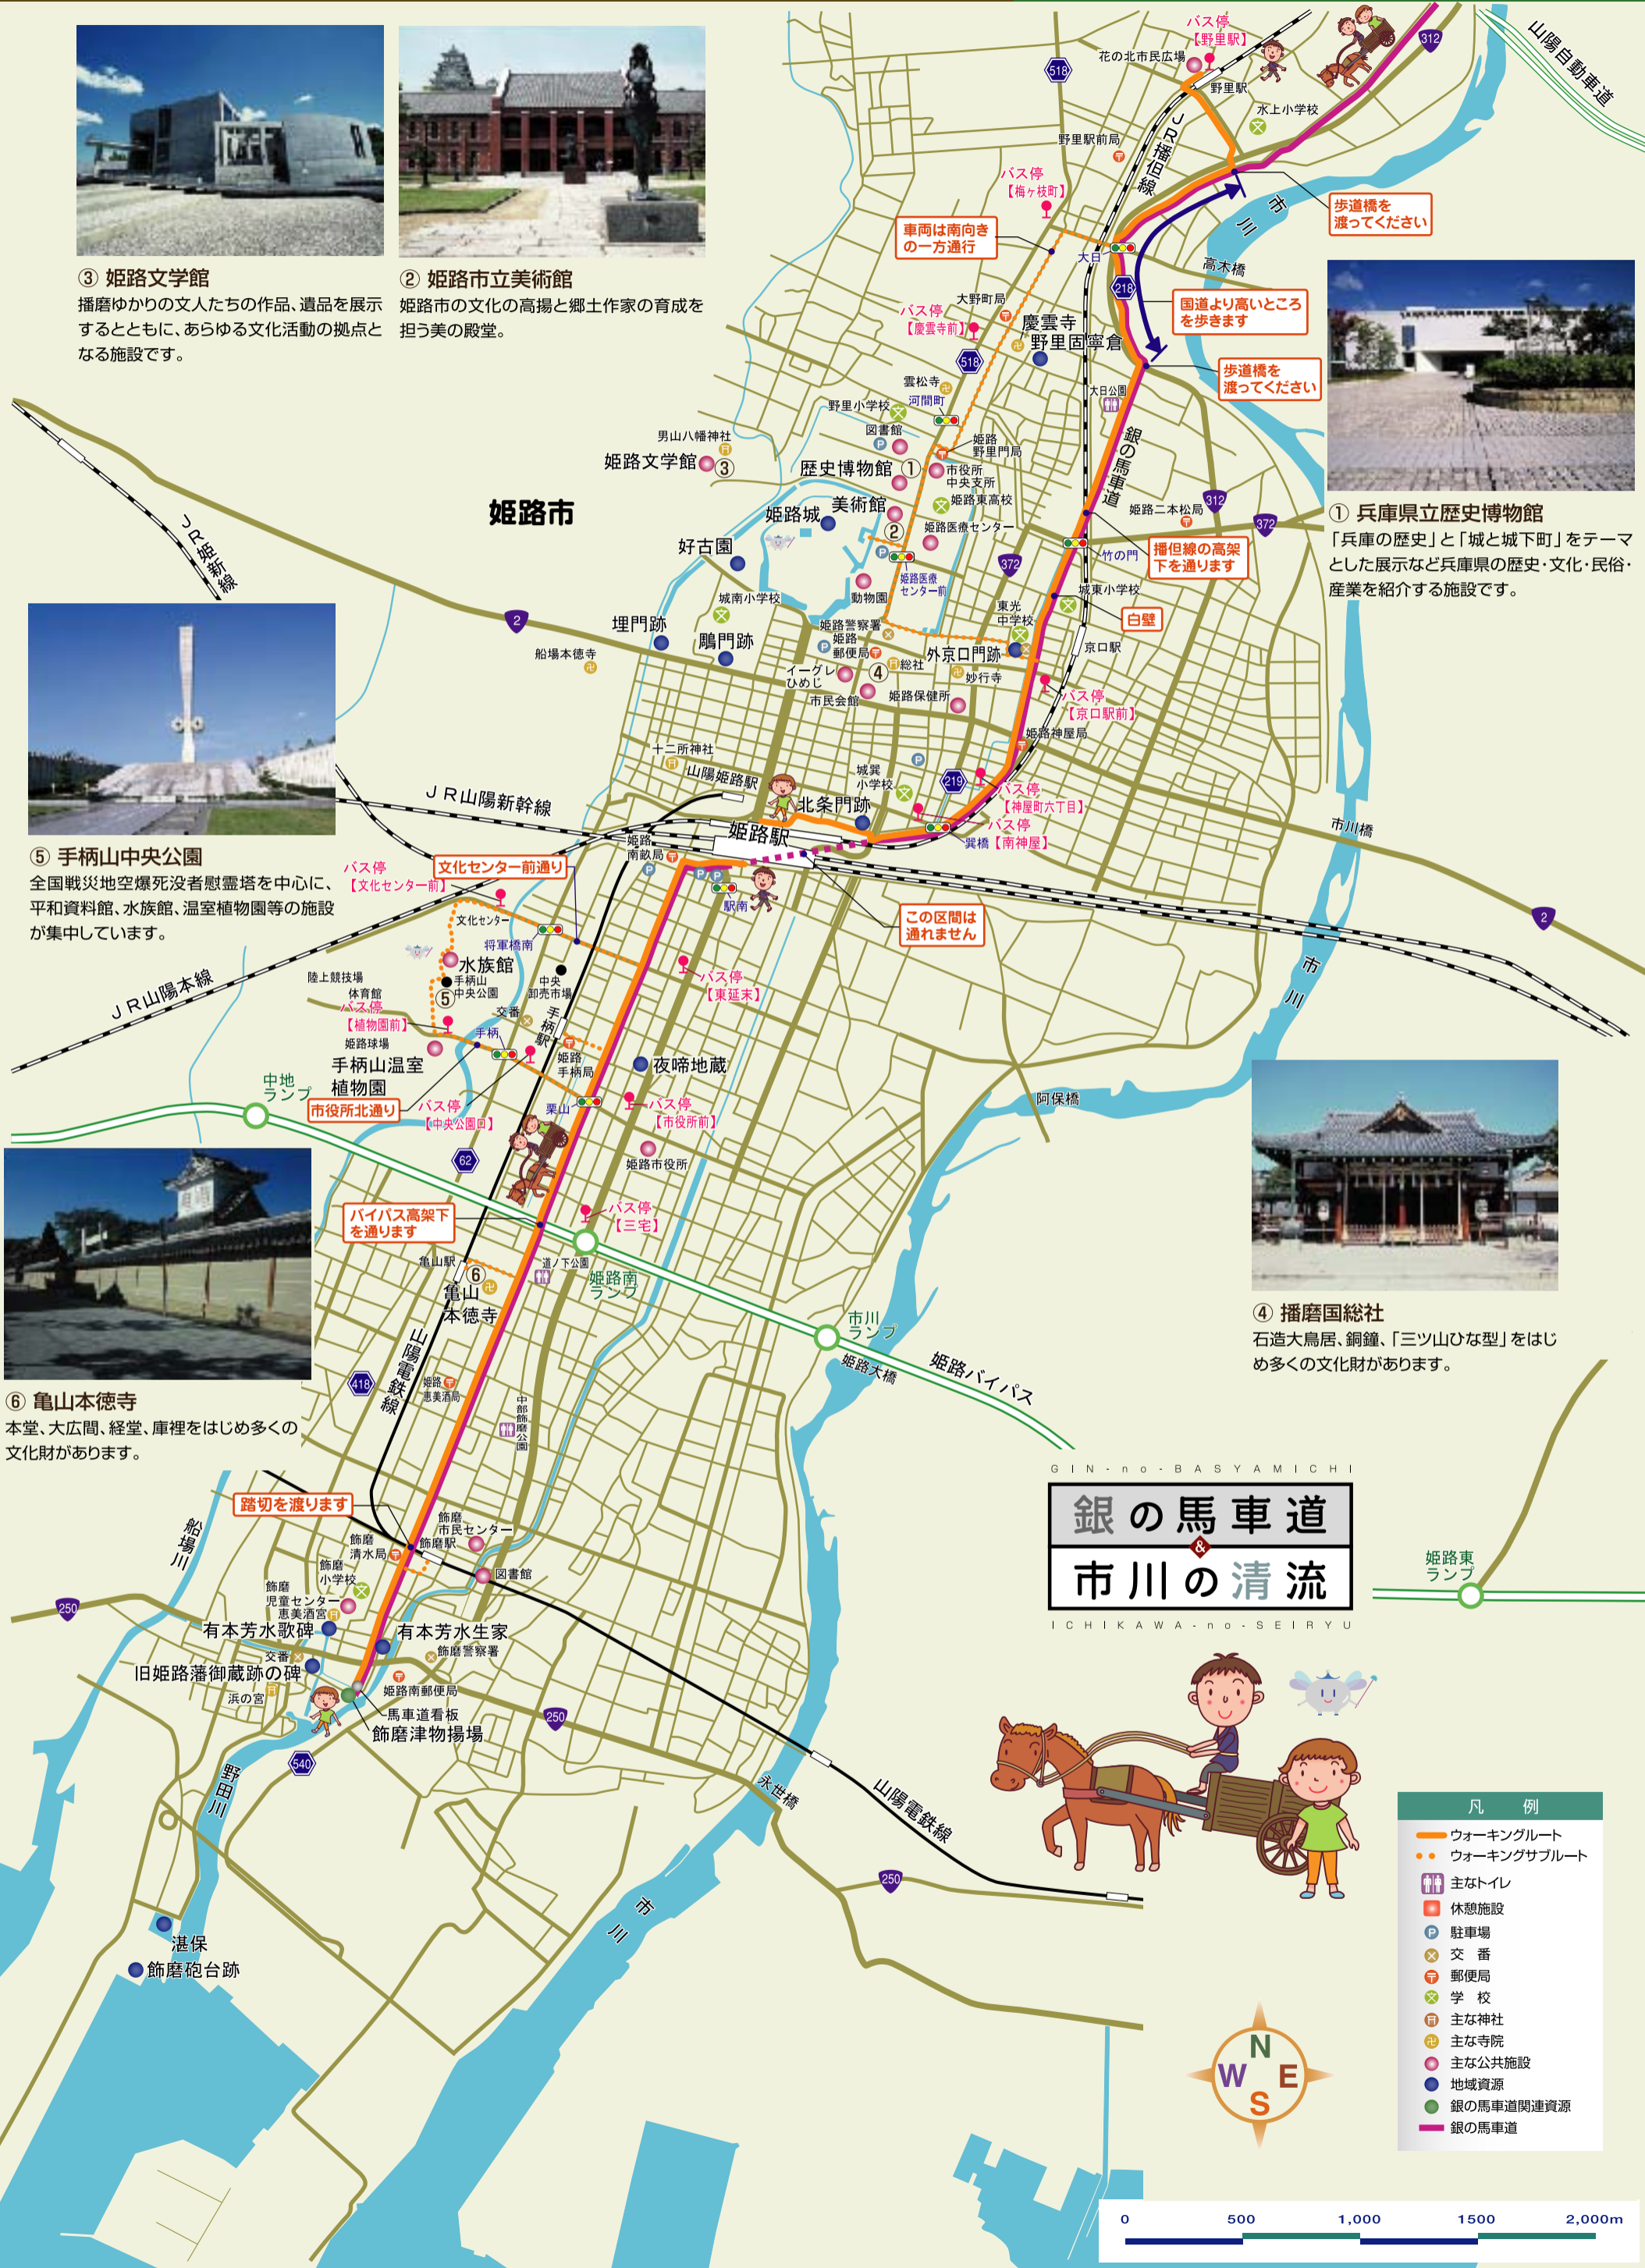 バス停
【野里駅】
花の北市民広場
野里駅
水上小学校
312
山陽自動車道
518
JR播但線
野里駅前局
バス停
【梅ヶ枝町】
車両は南向き
の一方通行
大日
市川
高木橋
歩道橋を
渡ってください
218
国道より高いところ
を歩きます
歩道橋を
渡ってください
③ 姫路文学館
播磨ゆかりの文人たちの作品、遺品を展示
するとともに、あらゆる文化活動の拠点と
なる施設です。
② 姫路市立美術館
姫路市の文化の高揚と郷土作家の育成を
担う美の殿堂。
大野町局
バス停
【慶雲寺前】
慶雲寺
野里固寧倉
518
雲松寺
河間町
野里小学校
図書館
P
大日公園
銀の馬車道
男山八幡神社
姫路文学館
③
歴史博物館
①
姫路
野里門局
市役所
中央支所
姫路東高校
美術館
姫路城
②
姫路医療センター
P
姫路医療
センター前
好古園
動物園
姫路市
姫路二本松局
312
372
372
竹の門
播但線の高架
下を通ります
城東小学校
白壁
東光
中学校
京口駅
① 兵庫県立歴史博物館
「兵庫の歴史」と「城と城下町」をテーマ
とした展示など兵庫県の歴史・文化・民俗・
産業を紹介する施設です。
JR姫新線
2
船場本徳寺
城南小学校
埋門跡
鵰門跡
姫路警察署
姫路
郵便局
P
イーグレ
ひめじ
④
総社
外京口門跡
妙行寺
市民会館
姫路保健所
バス停
【京口駅前】
姫路神屋局
十二所神社
山陽姫路駅
城巽
小学校
P
219
バス停
【神屋町六丁目】
バス停
【南神屋】
巽橋
北条門跡
姫路駅
市川橋
JR山陽新幹線
姫路
南畝局
P
P
P
駅南
この区間は
通れません
2
市川
⑤ 手柄山中央公園
全国戦災地空爆死没者慰霊塔を中心に、
平和資料館、水族館、温室植物園等の施設
が集中しています。
バス停
【文化センター前】
文化センター前通り
文化センター
将軍橋南
水族館
手柄山
中央公園
⑤
中央
卸売市場
陸上競技場
体育館
バス停
【植物園前】
交番
手柄
手柄駅
姫路球場
手柄山温室
植物園
姫路
手柄局
バス停
【東延末】
夜啼地蔵
JR山陽本線
中地
ランプ
市役所北通り
バス停
【中央公園口】
栗山
バス停
【市役所前】
姫路市役所
阿保橋
62
バイパス高架下
を通ります
バス停
【三宅】
亀山駅
⑥
亀山
本徳寺
道ノ下公園
姫路南
ランプ
市川
ランプ
姫路大橋
姫路バイパス
山陽電鉄線
418
姫路
恵美酒局
中部飾磨公園
④ 播磨国総社
石造大鳥居、銅鐘、「三ツ山ひな型」をはじ
め多くの文化財があります。
⑥ 亀山本徳寺
本堂、大広間、経堂、庫裡をはじめ多くの
文化財があります。
GIN-no-BASYAMICHI
銀の馬車道
&
市川の清流
ICHIKAWA-no-SEIRYU
姫路東
ランプ
船場川
踏切を渡ります
飾磨
市民センター
飾磨駅
飾磨
清水局
飾磨
小学校
図書館
飾磨
児童センター
恵美酒宮
250
有本芳水歌碑
有本芳水生家
交番
飾磨警察署
旧姫路藩御蔵跡の碑
浜の宮
姫路南郵便局
馬車道看板
飾磨津物揚場
250
540
野田川
永世橋
山陽電鉄線
250
市川
湛保
飾磨砲台跡
凡 例
ウォーキングルート
ウォーキングサブルート
主なトイレ
休憩施設
P 駐車場
交 番
郵便局
学 校
主な神社
主な寺院
主な公共施設
地域資源
銀の馬車道関連資源
銀の馬車道
N
W E
S
0 500 1,000 1500 2,000m